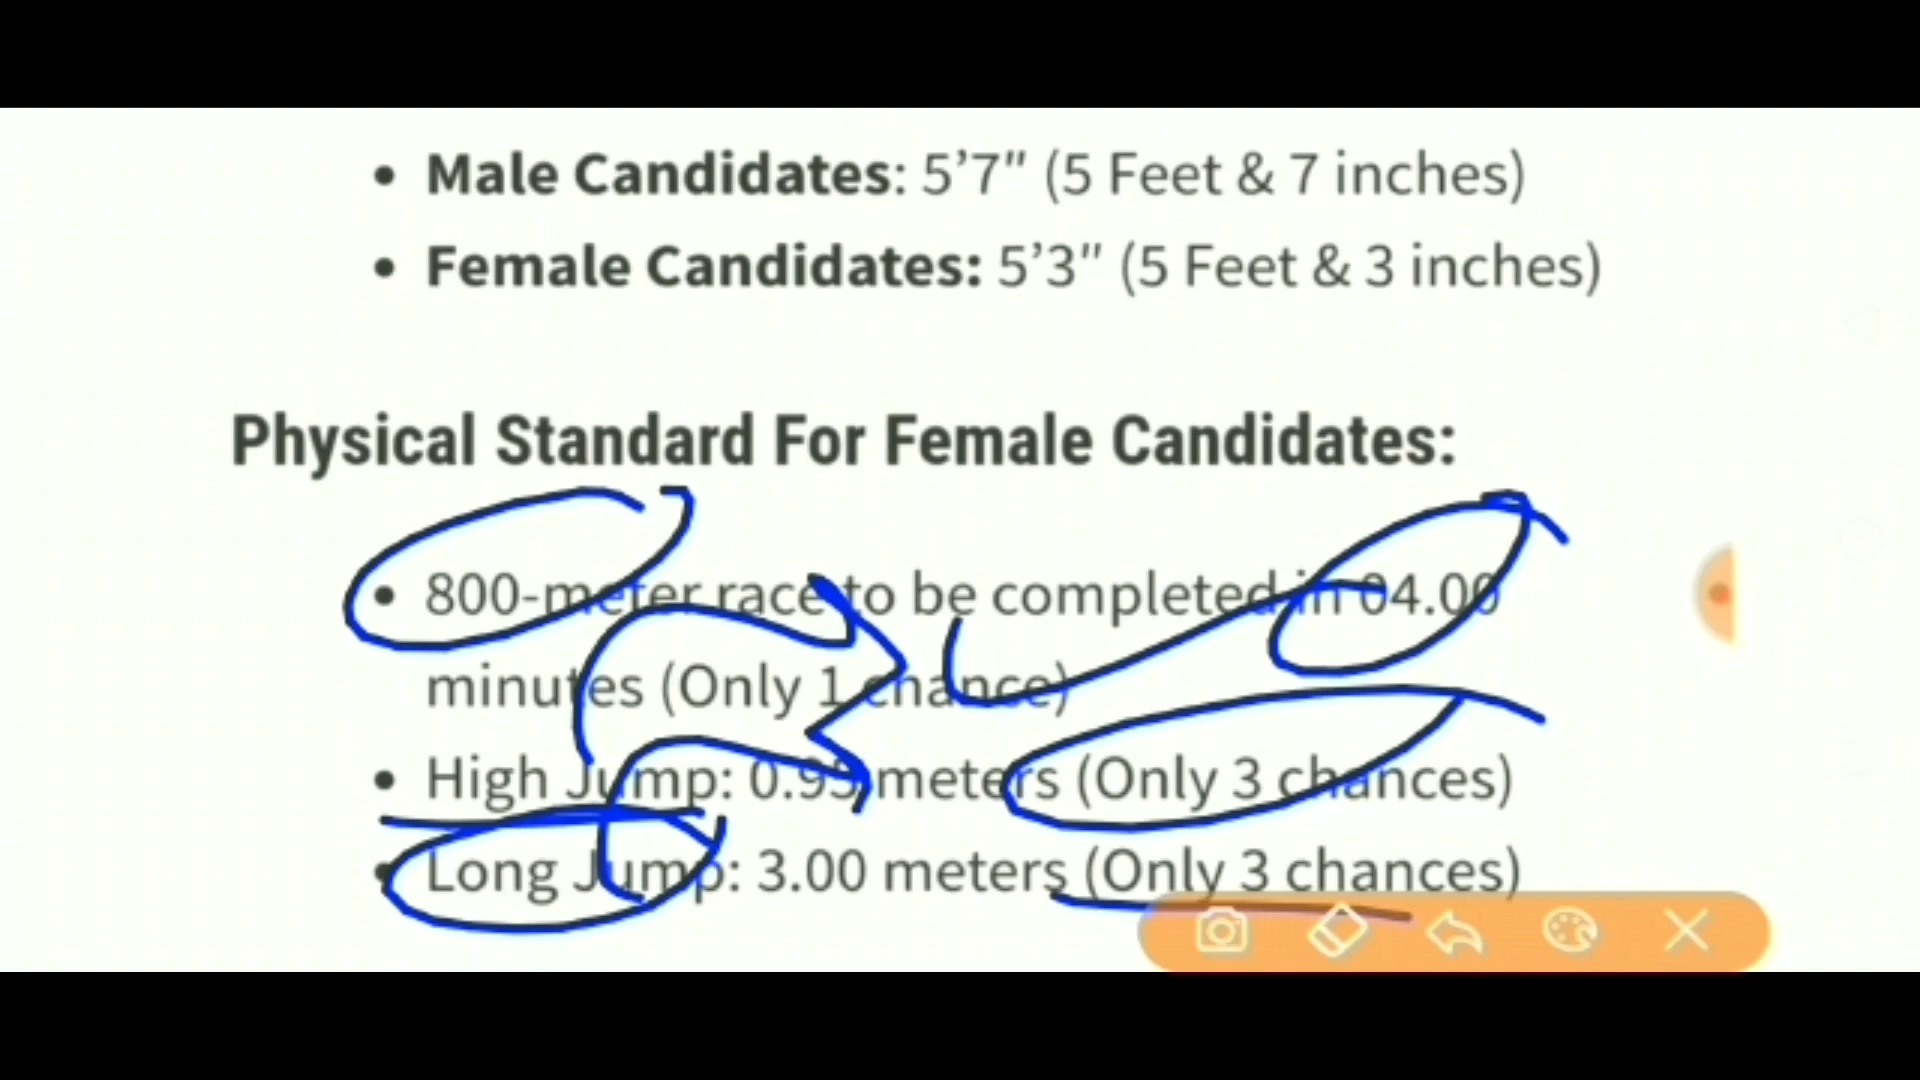 • Male Candidates: 5’7″ (5 Feet & 7 inches)
• Female Candidates: 5’3″ (5 Feet & 3 inches)
Physical Standard For Female Candidates:
• 800-meter race to be completed in 04.00
minutes (Only 1 chance)
• High Jump: 0.95 meters (Only 3 chances)
• Long Jump: 3.00 meters (Only 3 chances)